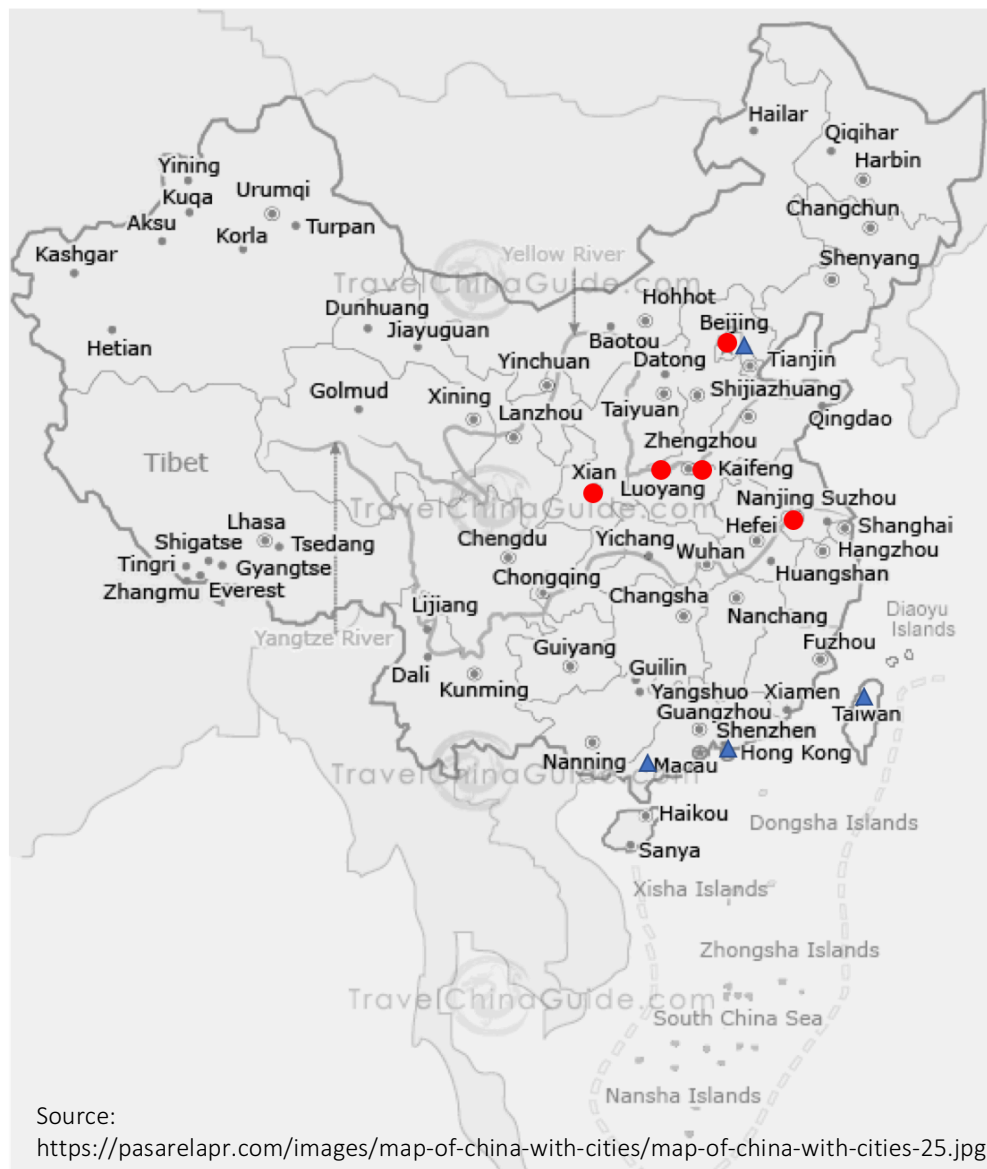 Hailar
Qiqihar
Harbin
Yining
Kuqa
Urumqi
Changchun
Aksu
Korla
Turpan
Kashgar
Yellow River
Shenyang
TravelChinaGuide.com
Hohhot
Dunhuang
Beijing
Jiayuguan
Baotou
Hetian
Datong
Tianjin
Yinchuan
Golmud
Xining
Shijiazhuang
Lanzhou
Taiyuan
Qingdao
Zhengzhou
Tibet
Xian
Kaifeng
Luoyang
Nanjing
Suzhou
TravelChinaGuide.com
Lhasa
Hefei
Shanghai
Shigatse
Tsedang
Chengdu
Yichang
Wuhan
Hangzhou
Tingri
Gyangtse
Chongqing
Huangshan
Zhangmu
Everest
Changsha
Lijiang
Nanchang
Diaoyu
Islands
Yangtze River
Guiyang
Fuzhou
Dali
Guilin
Kunming
Yangshuo
Xiamen
Guangzhou
Taiwan
Shenzhen
Hong Kong
Nanning
Macau
TravelChinaGuide.com
Haikou
Dongsha Islands
Sanya
Xisha Islands
Zhongsha Islands
TravelChinaGuide.com
South China Sea
Nansha Islands
Source:
https://pasarelapr.com/images/map-of-china-with-cities/map-of-china-with-cities-25.jpg